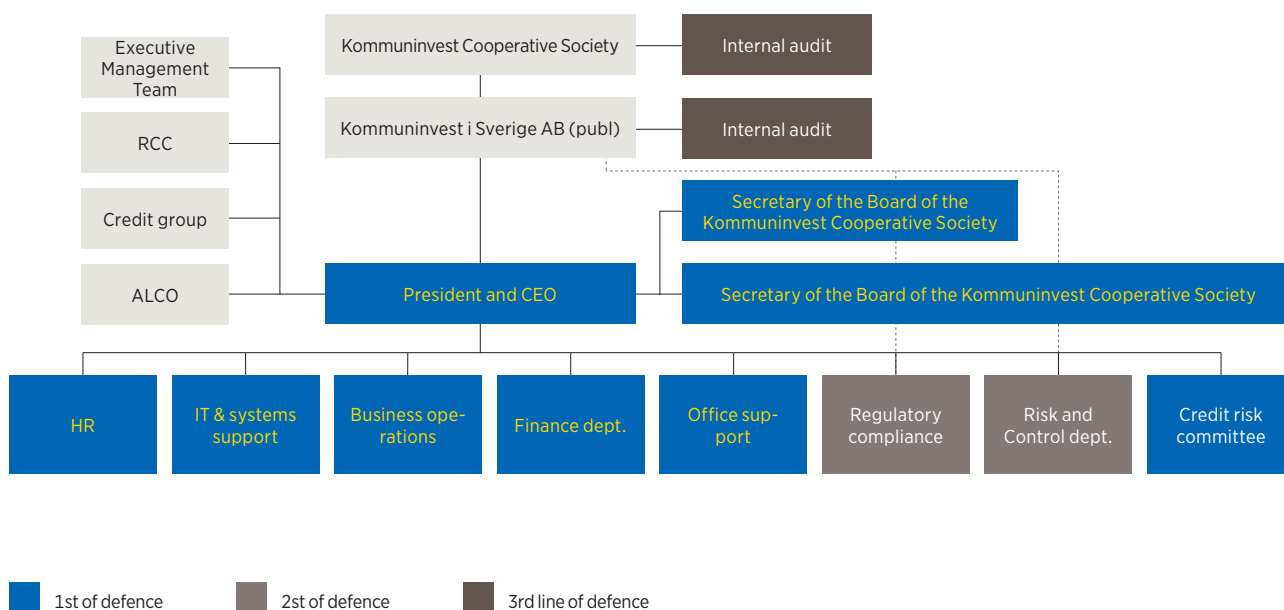 Executive
Management
Team
RCC
Credit group
ALCO
Kommuninvest Cooperative Society
Internal audit
Kommuninvest i Sverige AB (publ)
Internal audit
Secretary of the Board of the
Kommuninvest Cooperative Society
President and CEO
Secretary of the Board of the Kommuninvest Cooperative Society
HR
IT & systems
support
Business ope-
rations
Finance dept.
Office sup-
port
Regulatory
compliance
Risk and
Control dept.
Credit risk
committee
1st of defence
2st of defence
3rd line of defence